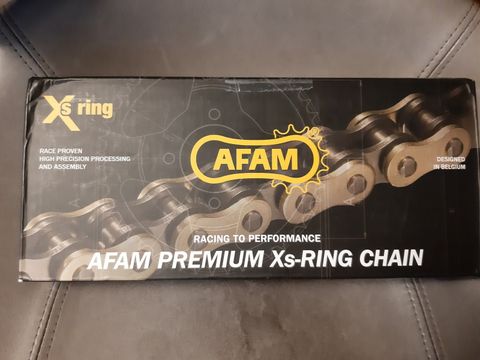 Xs ring
RACE PROVEN
HIGH PRECISION PROCESSING
AND ASSEMBLY
AFAM
DESIGNED
IN BELGIUM
RACING TO PERFORMANCE
AFAM PREMIUM Xs-RING CHAIN